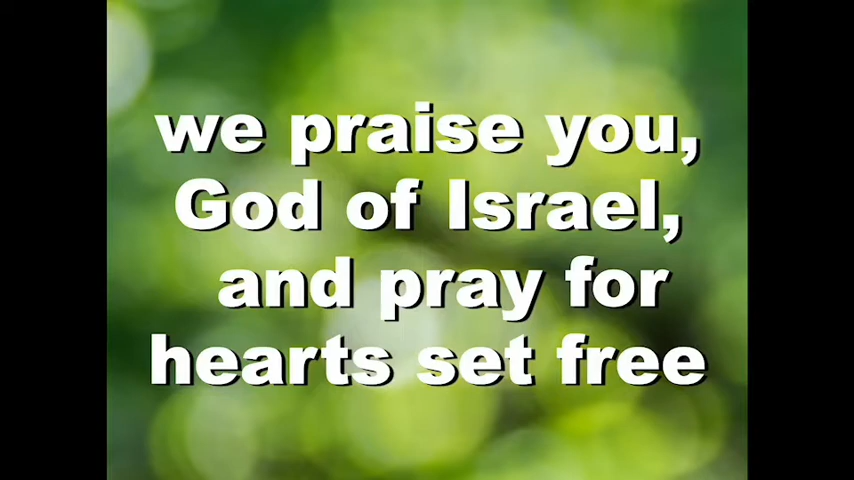 we praise you,
God of Israel,
and pray for
hearts set free